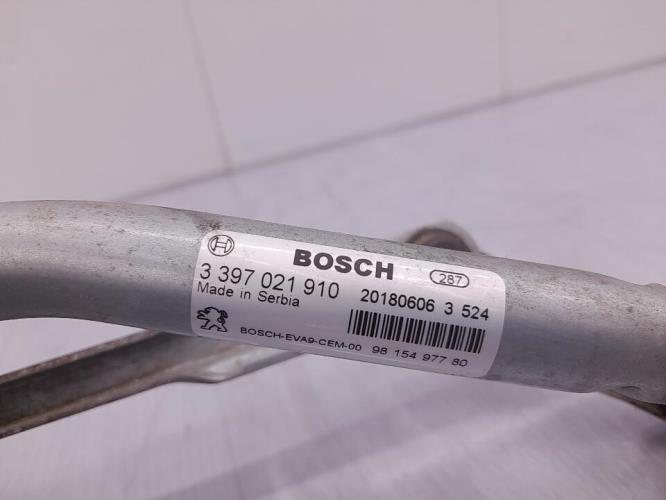 BOSCH 287
3 397 021 910 20180606 3 524
Made in Serbia
BOSCH-EVA9-CEM-00 98 154 977 80